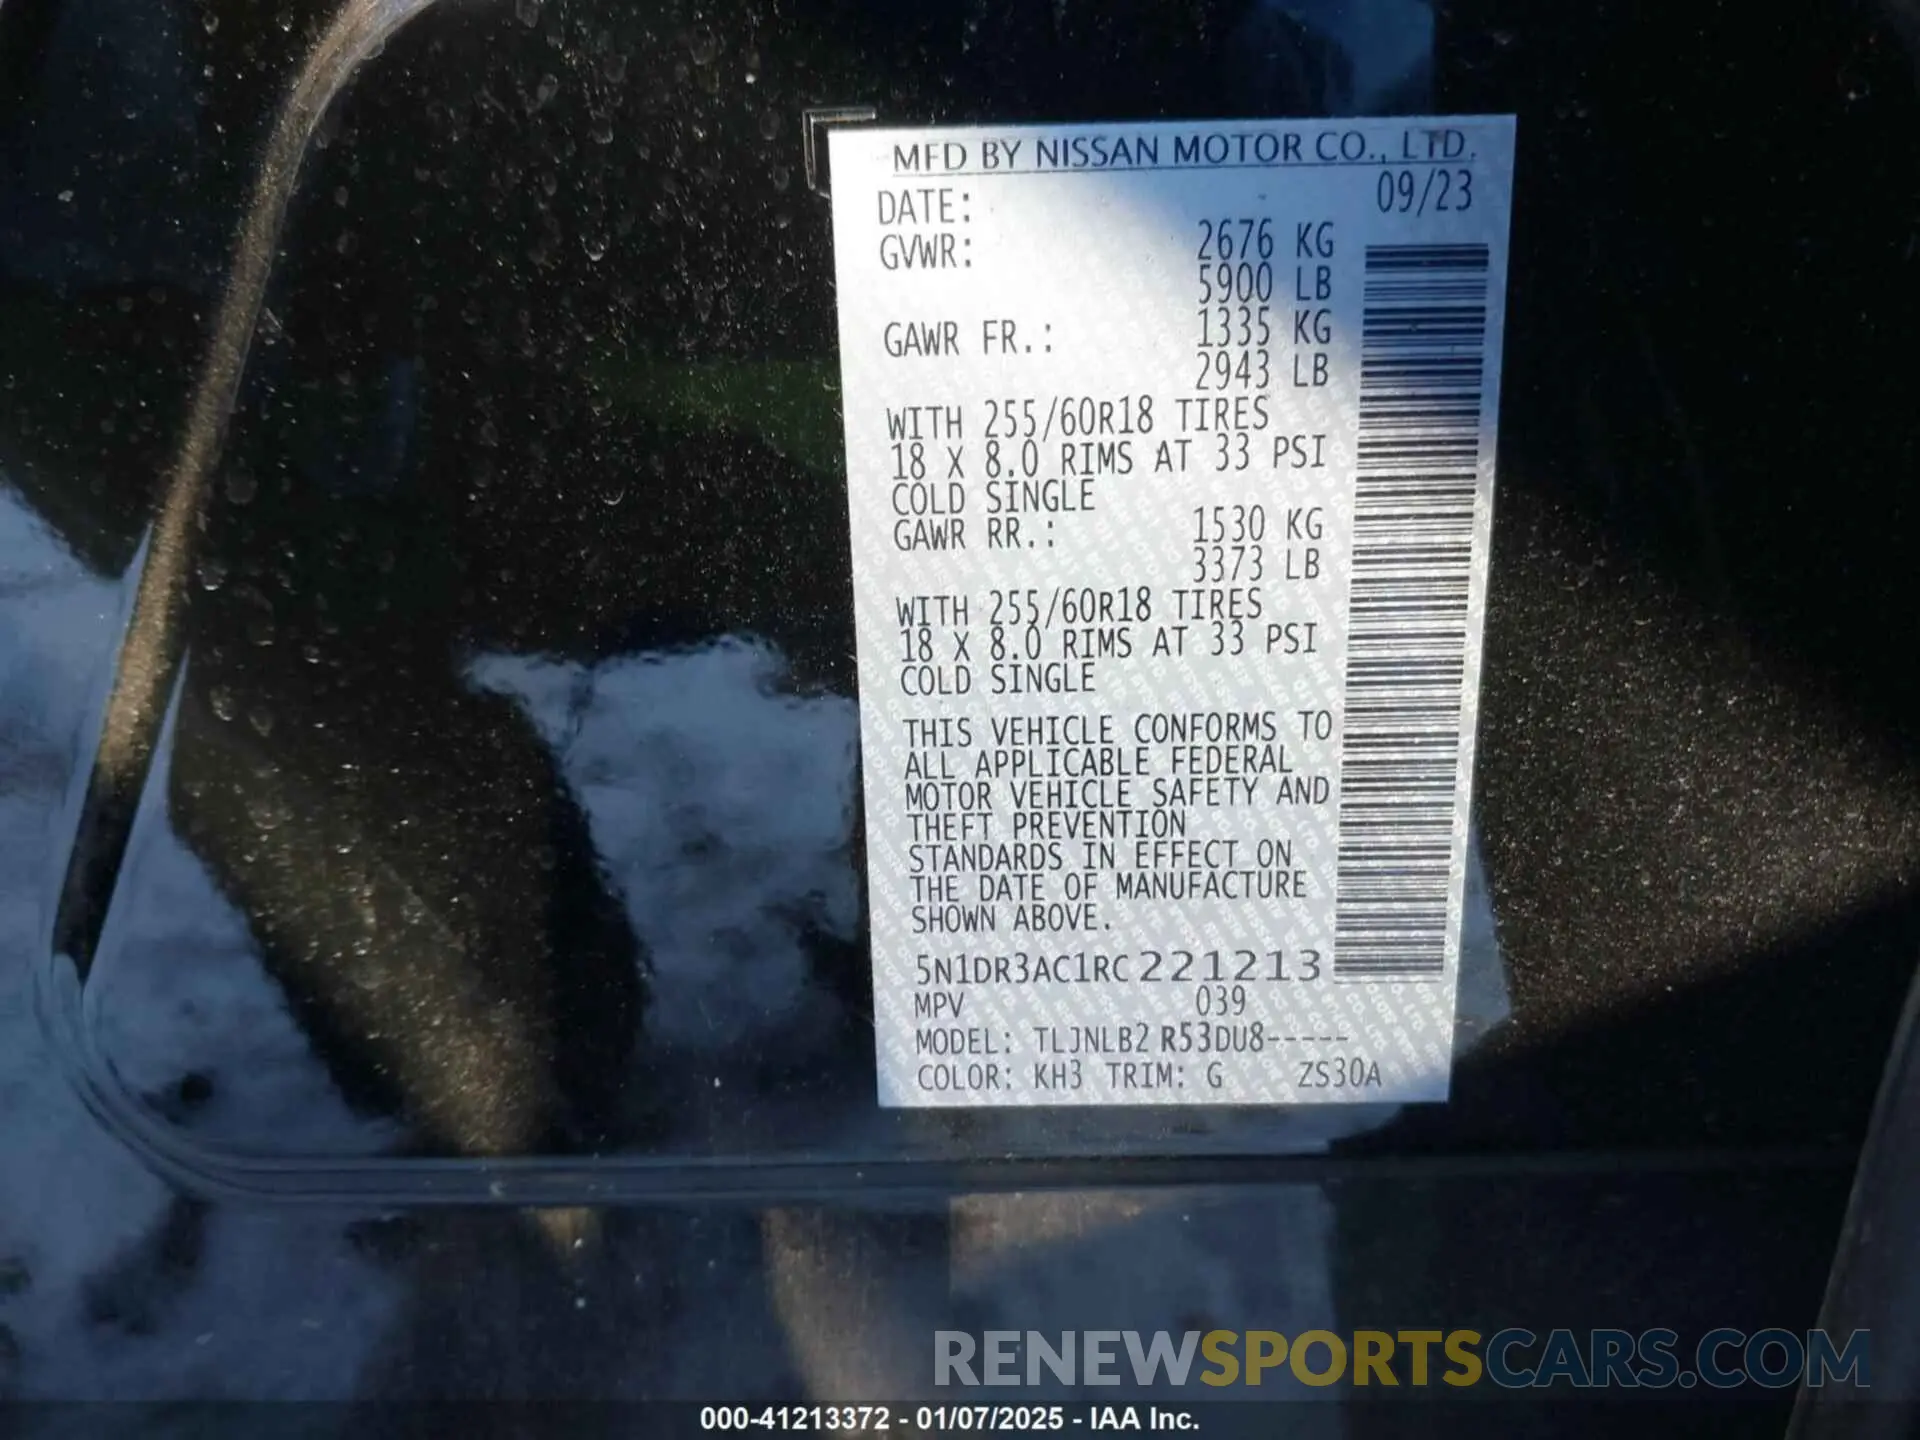 MFD BY NISSAN MOTOR CO., LTD.
DATE: 09/23
GVWR: 2676 KG
5900 LB
GAWR FR.: 1335 KG
2943 LB
WITH 255/60R18 TIRES
18 X 8.0 RIMS AT 33 PSI
COLD SINGLE
GAWR RR.: 1530 KG
3373 LB
WITH 255/60R18 TIRES
18 X 8.0 RIMS AT 33 PSI
COLD SINGLE
THIS VEHICLE CONFORMS TO
ALL APPLICABLE FEDERAL
MOTOR VEHICLE SAFETY AND
THEFT PREVENTION
STANDARDS IN EFFECT ON
THE DATE OF MANUFACTURE
SHOWN ABOVE.
5N1DR3AC1RC221213
MPV 039
MODEL: TLJNLB2 R53DU8-----
COLOR: KH3 TRIM: G ZS30A
RENEWSPORTSCARS.COM
000-41213372 - 01/07/2025 - IAA Inc.